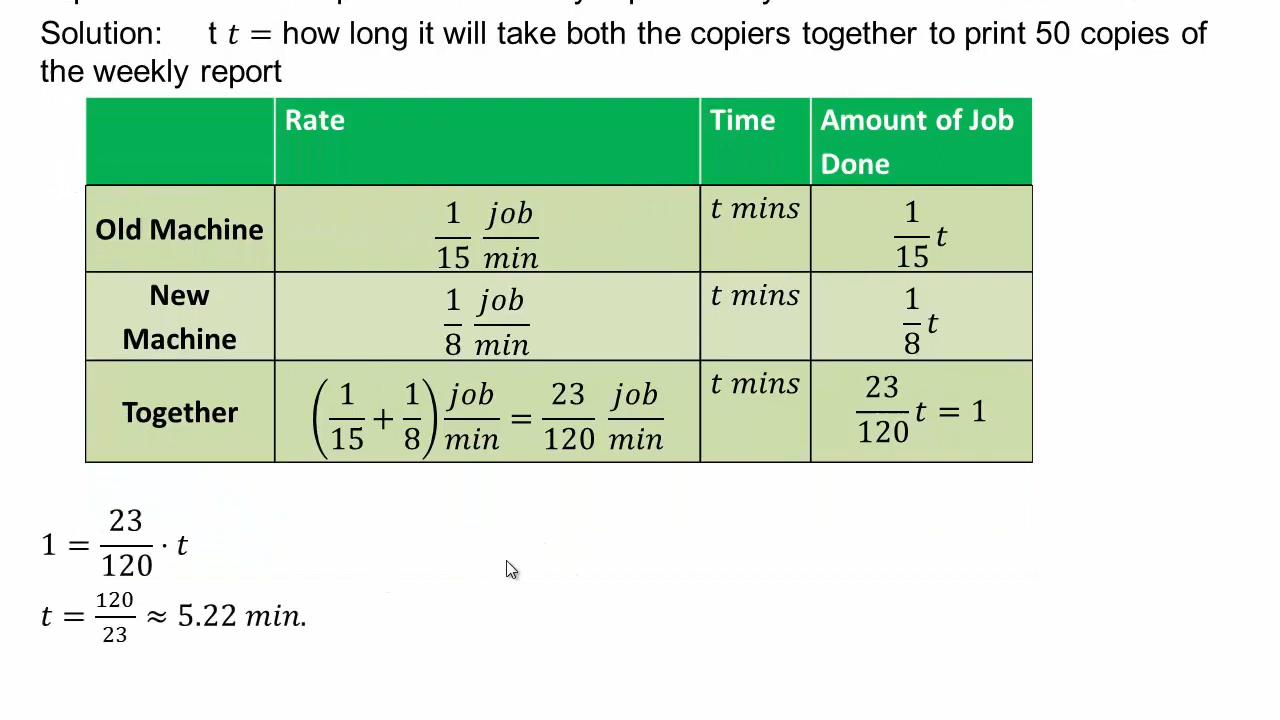 Solution: t t = how long it will take both the copiers together to print 50 copies of
the weekly report
Rate Time Amount of Job
Done
Old Machine 1/15 job/min t mins 1/15 t
New
Machine 1/8 job/min t mins 1/8 t
Together (1/15 + 1/8) job/min = 23/120 job/min t mins 23/120 t = 1
1 = 23/120 · t
t = 120/23 ≈ 5.22 min.